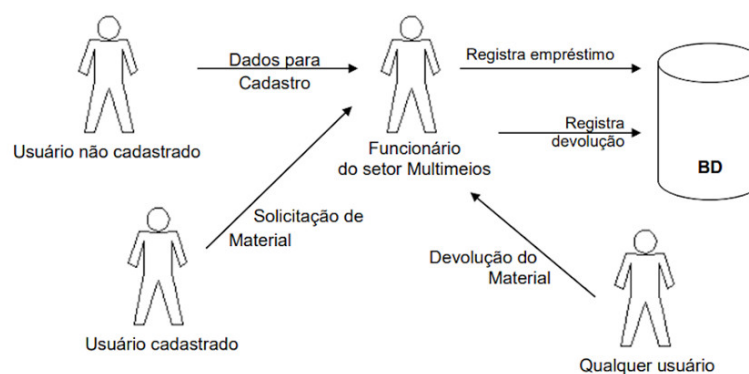 Dados para
Cadastro
Registra empréstimo
Usuário não cadastrado
Funcionário
do setor Multimeios
Registra
devolução
BD
Solicitação de
Material
Devolução do
Material
Usuário cadastrado
Qualquer usuário